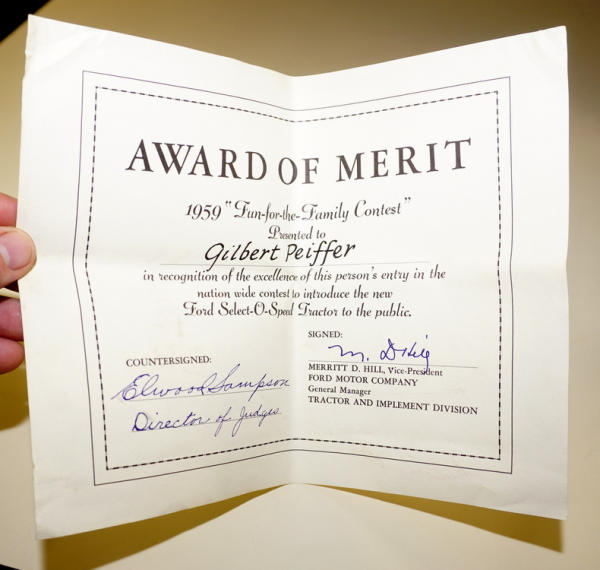 AWARD OF MERIT
1959 "Fun-for-the-Family Contest"
Presented to
Gilbert Peiffer
in recognition of the excellence of this person's entry in the
nation wide contest to introduce the new
Ford Select-O-Speed Tractor to the public.
COUNTERSIGNED:
Elwood Sampson
Director of Judges
SIGNED:
M. D Hill
MERRITT D. HILL, Vice-President
FORD MOTOR COMPANY
General Manager
TRACTOR AND IMPLEMENT DIVISION